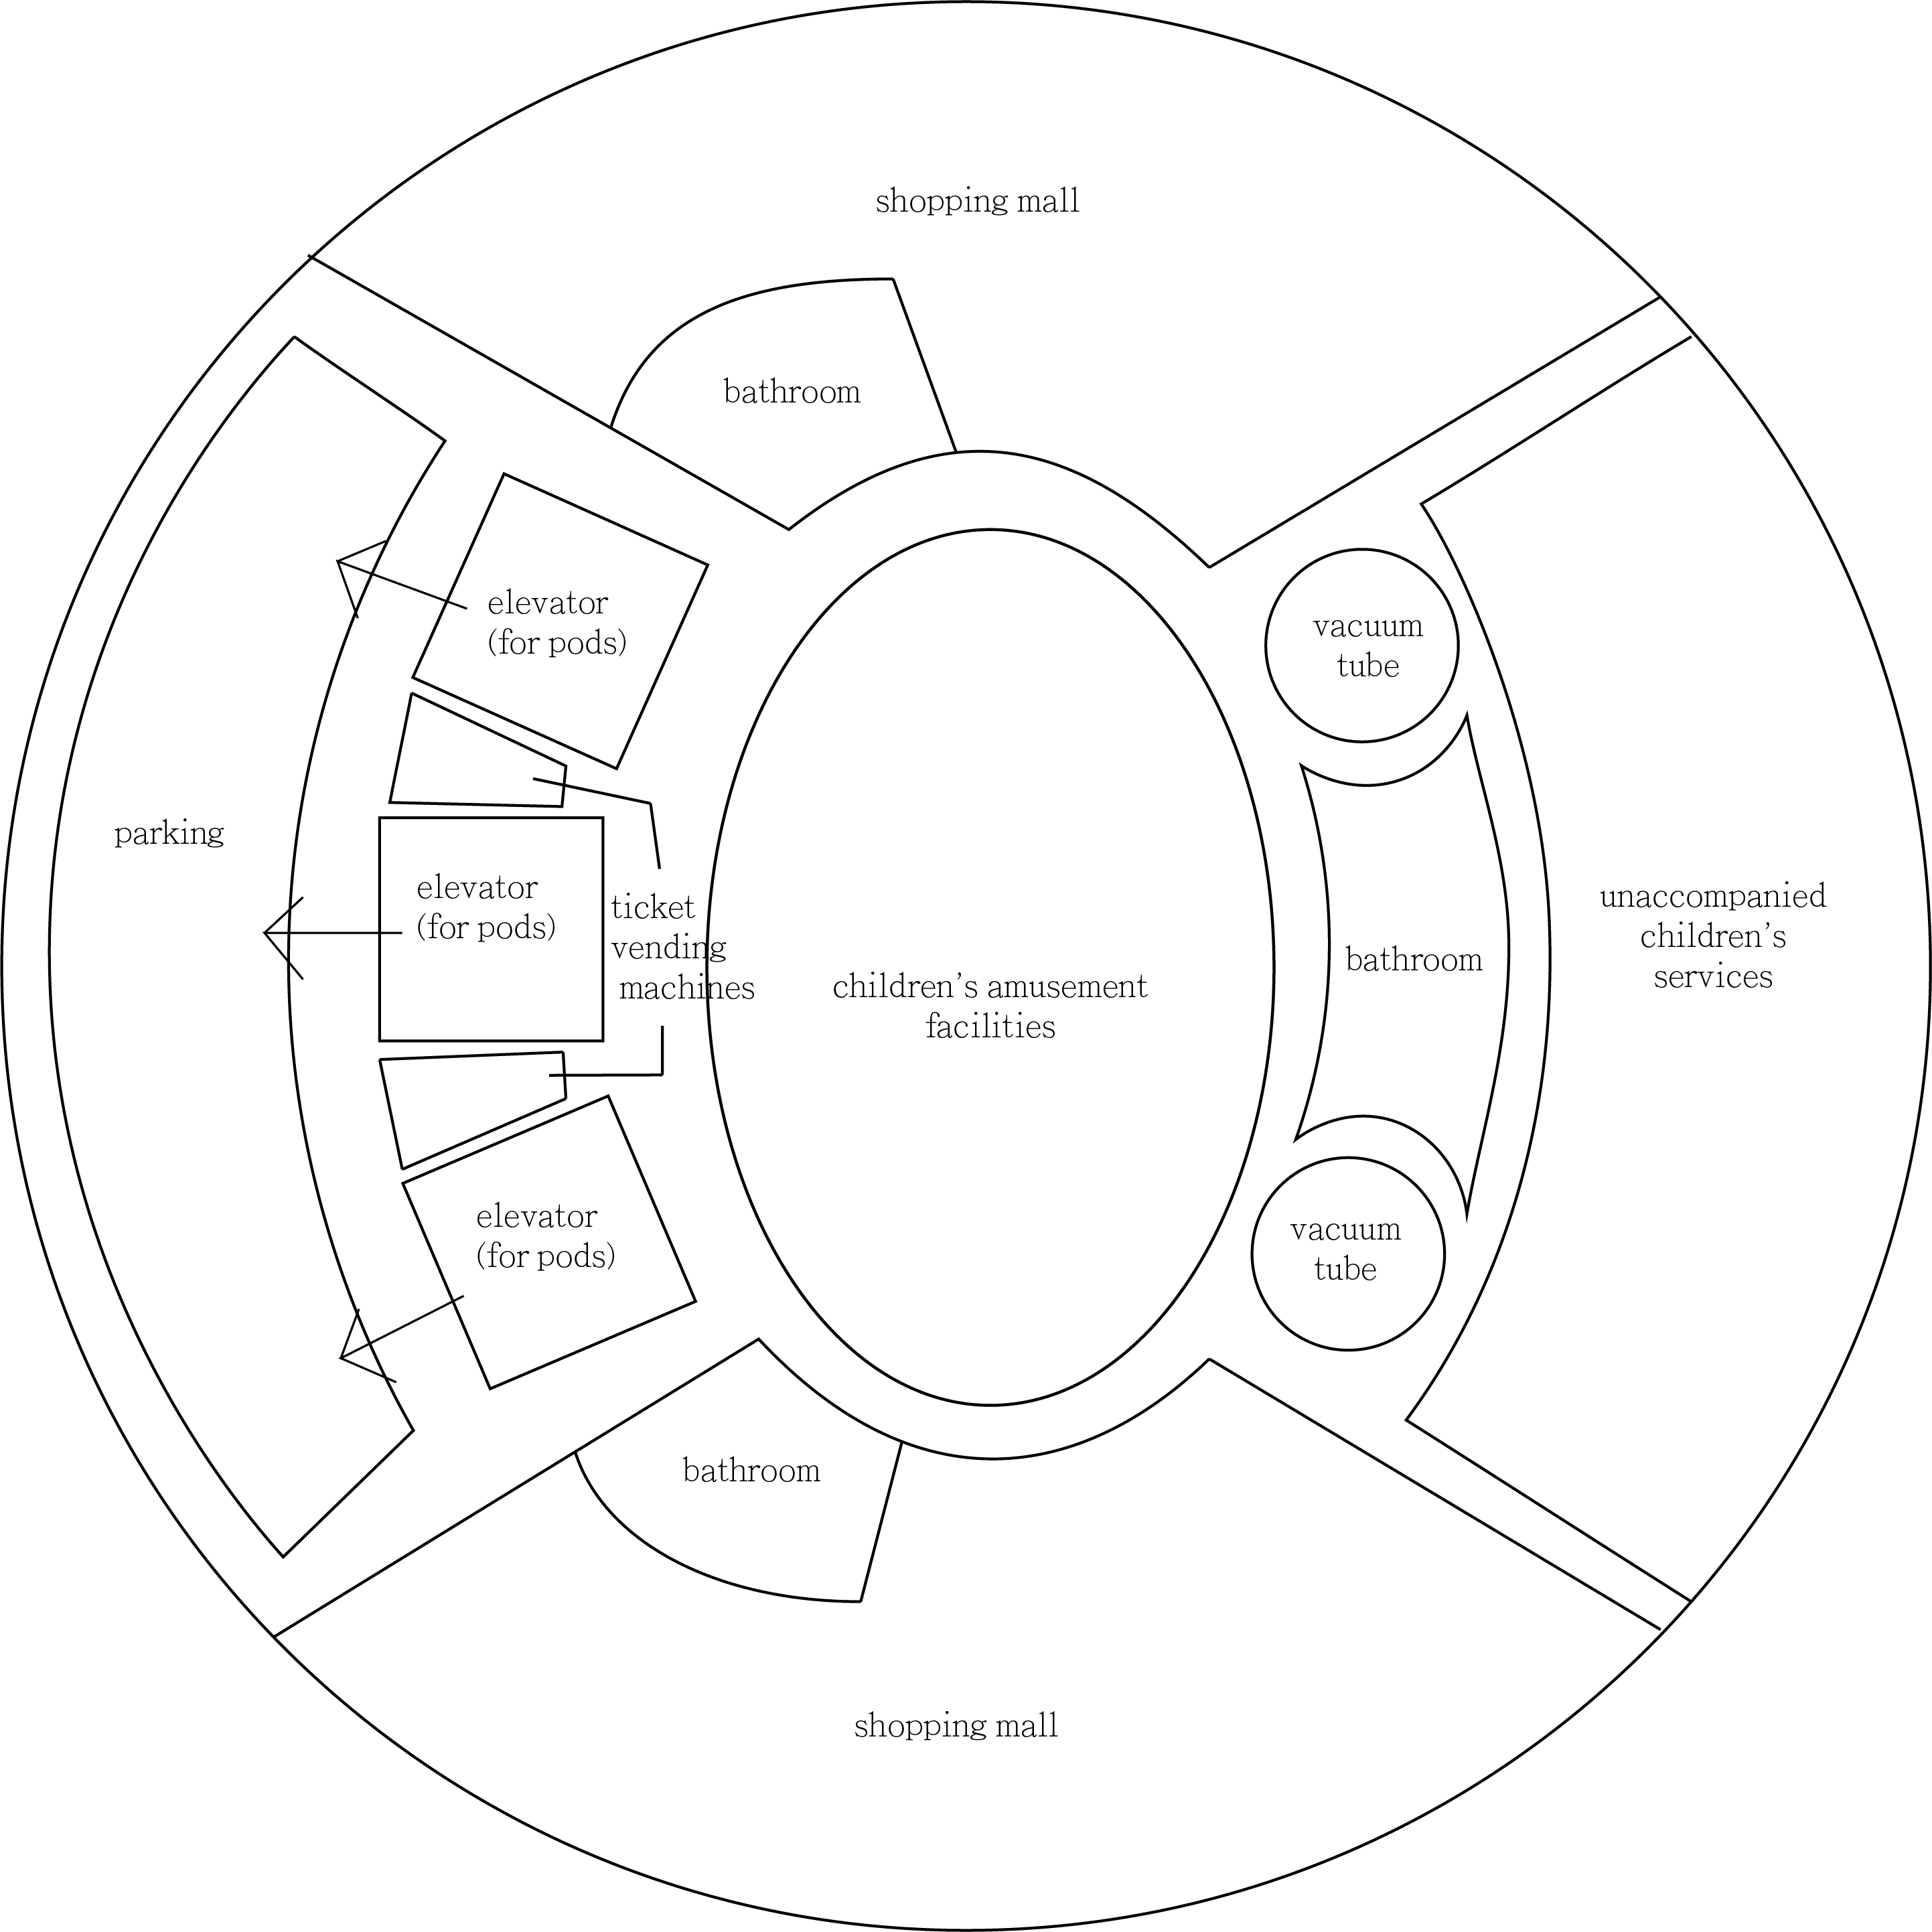 shopping mall
bathroom
elevator
(for pods)
vacuum
tube
parking
elevator
(for pods)
ticket
vending
machines
children's amusement
facilities
bathroom
unaccompanied
children's
services
elevator
(for pods)
vacuum
tube
bathroom
shopping mall